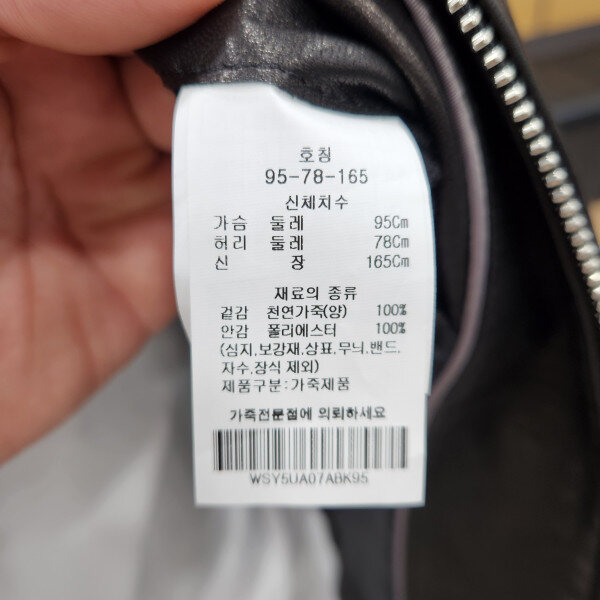 호칭
95-78-165
신체치수
가슴 둘레 95Cm
허리 둘레 78Cm
신 장 165Cm
재료의 종류
겉감 천연가죽(양) 100%
안감 폴리에스터 100%
(심지,보강재,상표,무늬,밴드,
자수,장식 제외)
제품구분:가죽제품
가죽전문점에 의뢰하세요
WSY5UA07ABK95